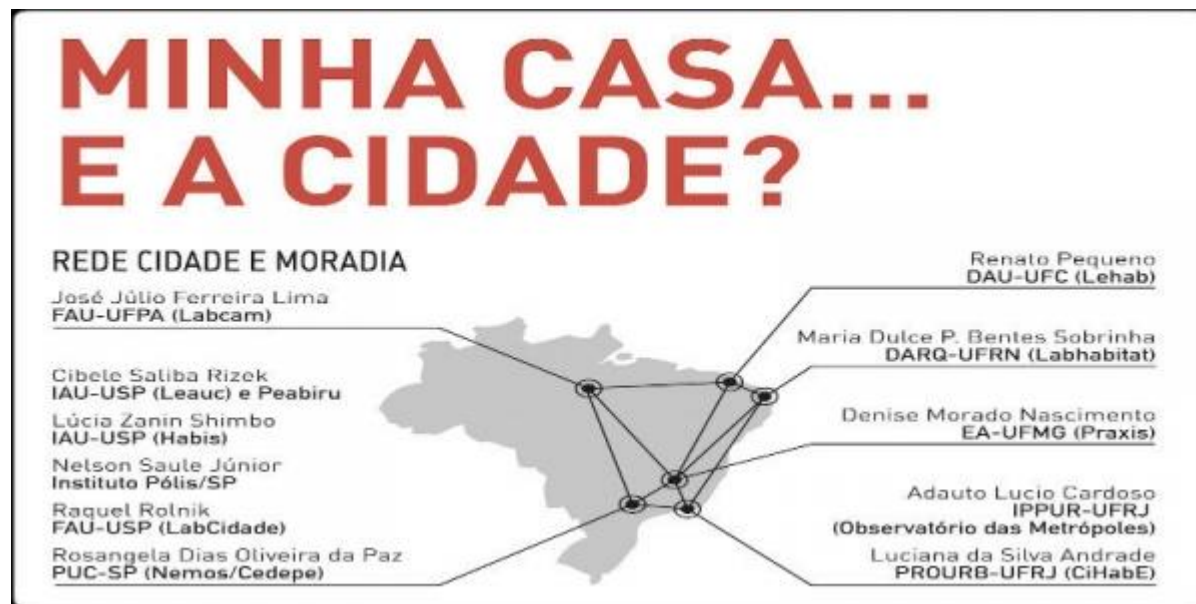 MINHA CASA...
E A CIDADE?
REDE CIDADE E MORADIA
José Júlio Ferreira Lima
FAU-UFPA (Labcam)
Cibele Saliba Rizek
IAU-USP (Leauc) e Peabiru
Lúcia Zanin Shimbo
IAU-USP (Habis)
Nelson Saule Júnior
Instituto Pólis/SP
Raquel Rolnik
FAU-USP (LabCidade)
Rosangela Dias Oliveira da Paz
PUC-SP (Nemos/Cedepe)
Renato Pequeno
DAU-UFC (Lehab)
Maria Dulce P. Bentes Sobrinha
DARQ-UFRN (Labhabitat)
Denise Morado Nascimento
EA-UFMG (Praxis)
Adauto Lucio Cardoso
IPPUR-UFRJ
(Observatório das Metrópoles)
Luciana da Silva Andrade
PROURB-UFRJ (CiHabE)